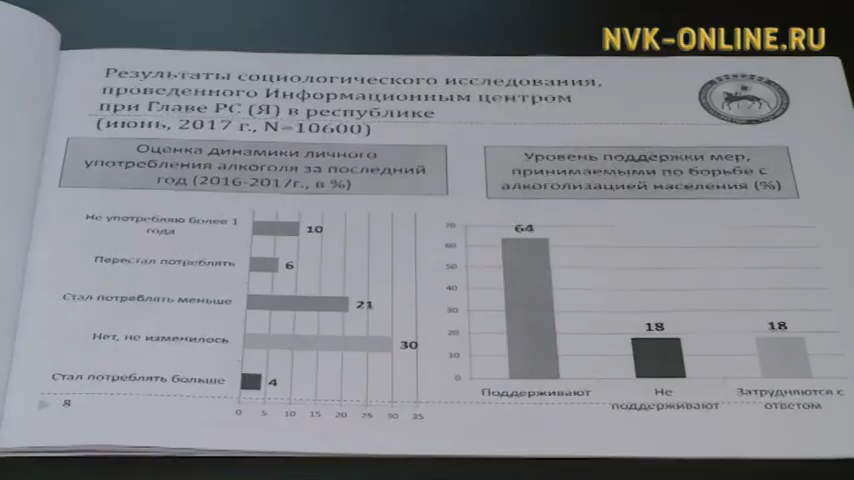 NVK-ONLINE.RU
Результаты социологического исследования,
проведенного Информационным центром
при Главе РС (Я) в республике
(июнь, 2017 г., N=10600)
Оценка динамики личного
употребления алкоголя за последний
год (2016-2017г., в %)
Не употребляю более 1
года
10
Перестал потреблять
6
Стал потреблять меньше
21
Нет, не изменилось
30
Стал потреблять больше
4
0 5 10 15 20 25 30 35
8
Уровень поддержки мер,
принимаемыми по борьбе с
алкоголизацией населения (%)
70
60
50
40
30
20
10
0
64
18
18
Поддерживают
Не
поддерживают
Затрудняются с
ответом